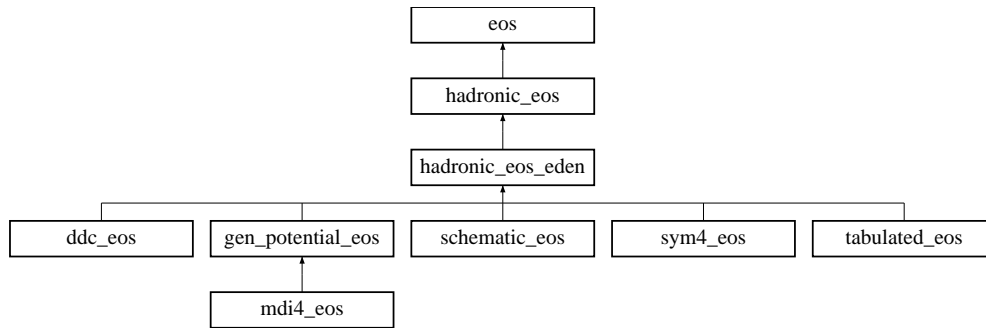 eos
hadronic_eos
hadronic_eos_eden
ddc_eos
gen_potential_eos
schematic_eos
sym4_eos
tabulated_eos
mdi4_eos